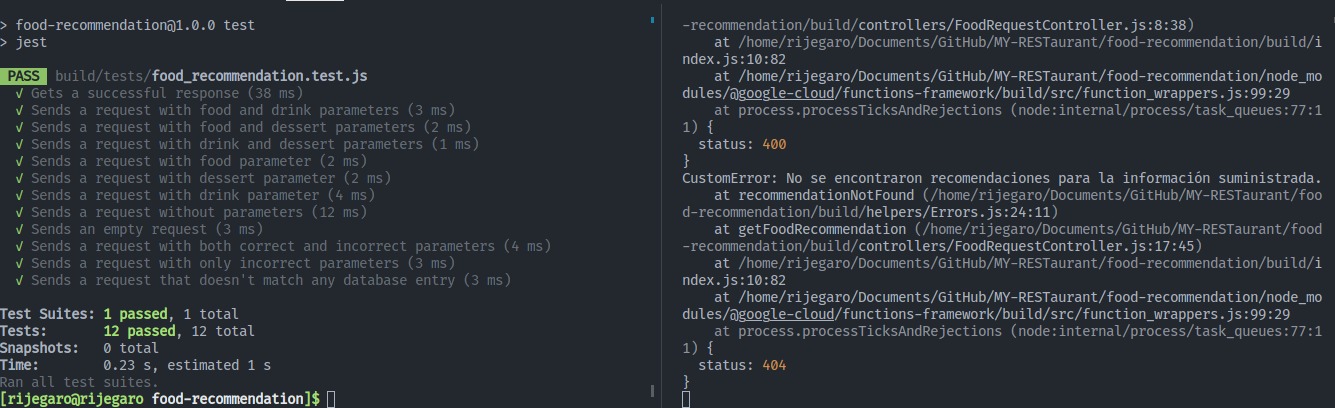 > food-recommendation@1.0.0 test
> jest
PASS build/tests/food_recommendation.test.js
√ Gets a successful response (38 ms)
√ Sends a request with food and drink parameters (3 ms)
√ Sends a request with food and dessert parameters (2 ms)
√ Sends a request with drink and dessert parameters (1 ms)
√ Sends a request with food parameter (2 ms)
√ Sends a request with dessert parameter (2 ms)
√ Sends a request with drink parameter (4 ms)
√ Sends a request without parameters (12 ms)
√ Sends an empty request (3 ms)
√ Sends a request with both correct and incorrect parameters (4 ms)
√ Sends a request with only incorrect parameters (3 ms)
√ Sends a request that doesn't match any database entry (3 ms)
Test Suites: 1 passed, 1 total
Tests: 12 passed, 12 total
Snapshots: 0 total
Time: 0.23 s, estimated 1 s
Ran all test suites.
[rijegaro@rijegaro food-recommendation]$
-recommendation/build/controllers/FoodRequestController.js:8:38)
at /home/rijegaro/Documents/GitHub/MY-RESTaurant/food-recommendation/build/i
ndex.js:10:82
at /home/rijegaro/Documents/GitHub/MY-RESTaurant/food-recommendation/node_mo
dules/@google-cloud/functions-framework/build/src/function_wrappers.js:99:29
at process.processTicksAndRejections (node:internal/process/task_queues:77:1
1) {
status: 400
}
CustomError: No se encontraron recomendaciones para la información suministrada.
at recommendationNotFound (/home/rijegaro/Documents/GitHub/MY-RESTaurant/foo
d-recommendation/build/helpers/Errors.js:24:11)
at getFoodRecommendation (/home/rijegaro/Documents/GitHub/MY-RESTaurant/food
-recommendation/build/controllers/FoodRequestController.js:17:45)
at /home/rijegaro/Documents/GitHub/MY-RESTaurant/food-recommendation/build/i
ndex.js:10:82
at /home/rijegaro/Documents/GitHub/MY-RESTaurant/food-recommendation/node_mo
dules/@google-cloud/functions-framework/build/src/function_wrappers.js:99:29
at process.processTicksAndRejections (node:internal/process/task_queues:77:1
1) {
status: 404
}